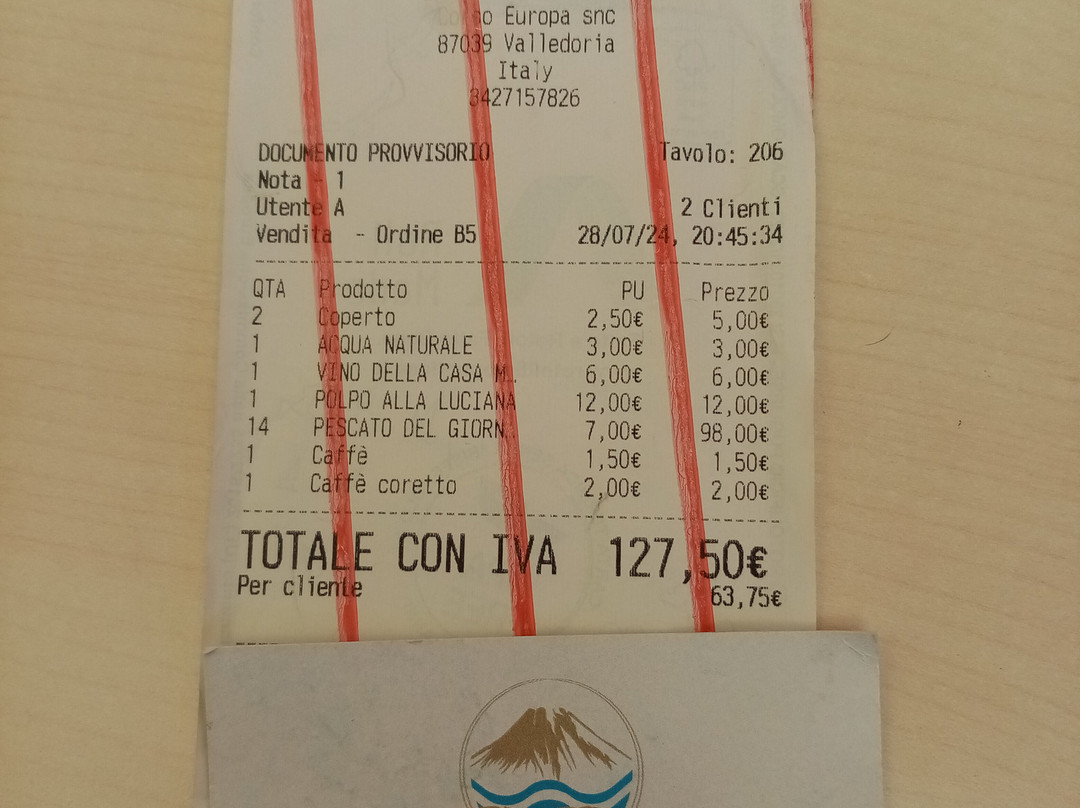 Corso Europa snc
87039 Valledoria
Italy
3427157826
DOCUMENTO PROVVISORIO Tavolo: 206
Nota - 1
Utente A 2 Clienti
Vendita - Ordine B5 28/07/24, 20:45:34
QTA Prodotto PU Prezzo
2 Coperto 2,50€ 5,00€
1 ACQUA NATURALE 3,00€ 3,00€
1 VINO DELLA CASA M.. 6,00€ 6,00€
1 POLPO ALLA LUCIANA 12,00€ 12,00€
14 PESCATO DEL GIORN.. 7,00€ 98,00€
1 Caffè 1,50€ 1,50€
1 Caffè coretto 2,00€ 2,00€
TOTALE CON IVA 127,50€
Per cliente 63,75€